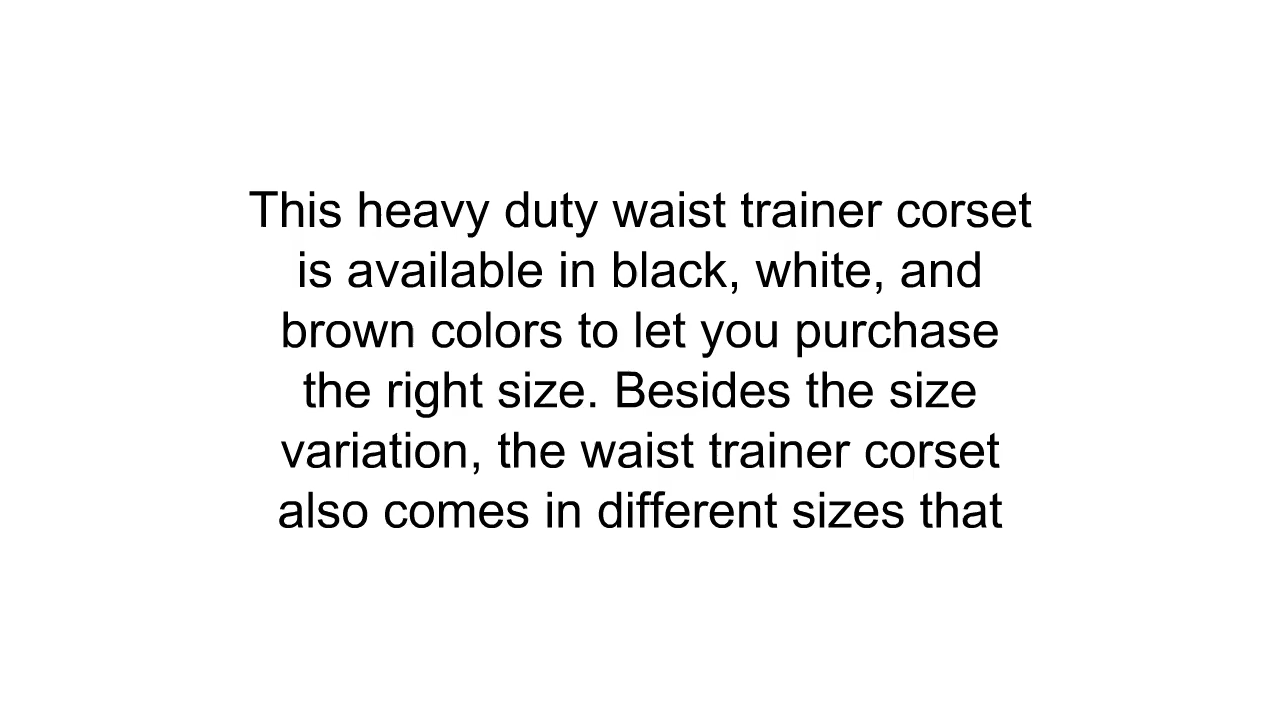 This heavy duty waist trainer corset
is available in black, white, and
brown colors to let you purchase
the right size. Besides the size
variation, the waist trainer corset
also comes in different sizes that